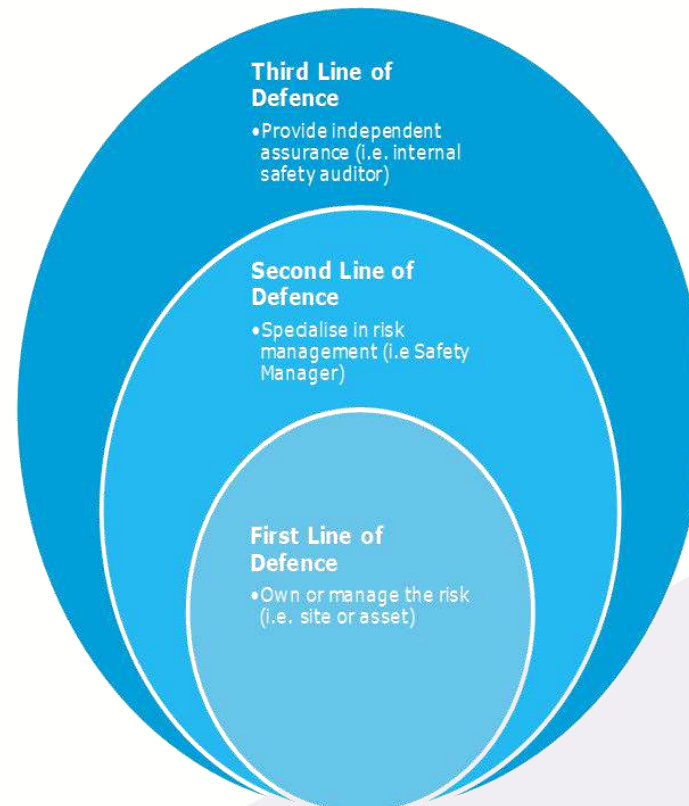 Third Line of
Defence
•Provide independent
assurance (i.e. internal
safety auditor)
Second Line of
Defence
•Specialise in risk
management (i.e Safety
Manager)
First Line of
Defence
•Own or manage the risk
(i.e. site or asset)